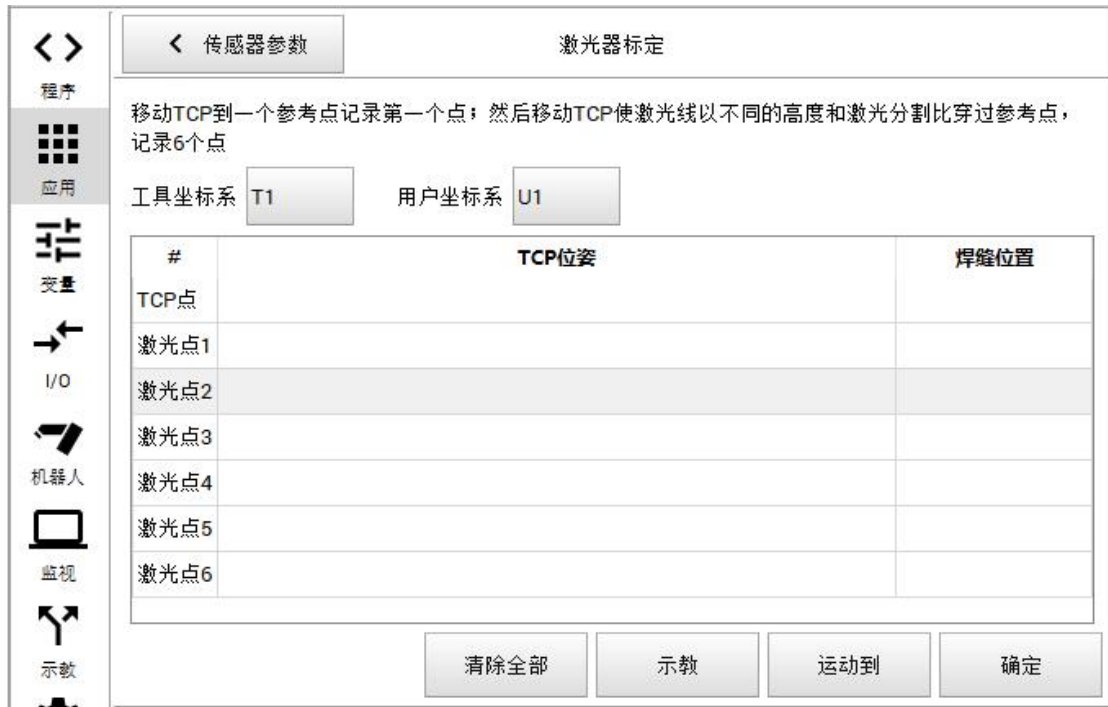 传感器参数
激光器标定
程序
应用
变量
I/O
机器人
监视
示教
移动TCP到一个参考点记录第一个点；然后移动TCP使激光线以不同的高度和激光分割比穿过参考点，
记录6个点
工具坐标系 T1 用户坐标系 U1
# TCP位姿 焊缝位置
TCP点
激光点1
激光点2
激光点3
激光点4
激光点5
激光点6
清除全部 示教 运动到 确定